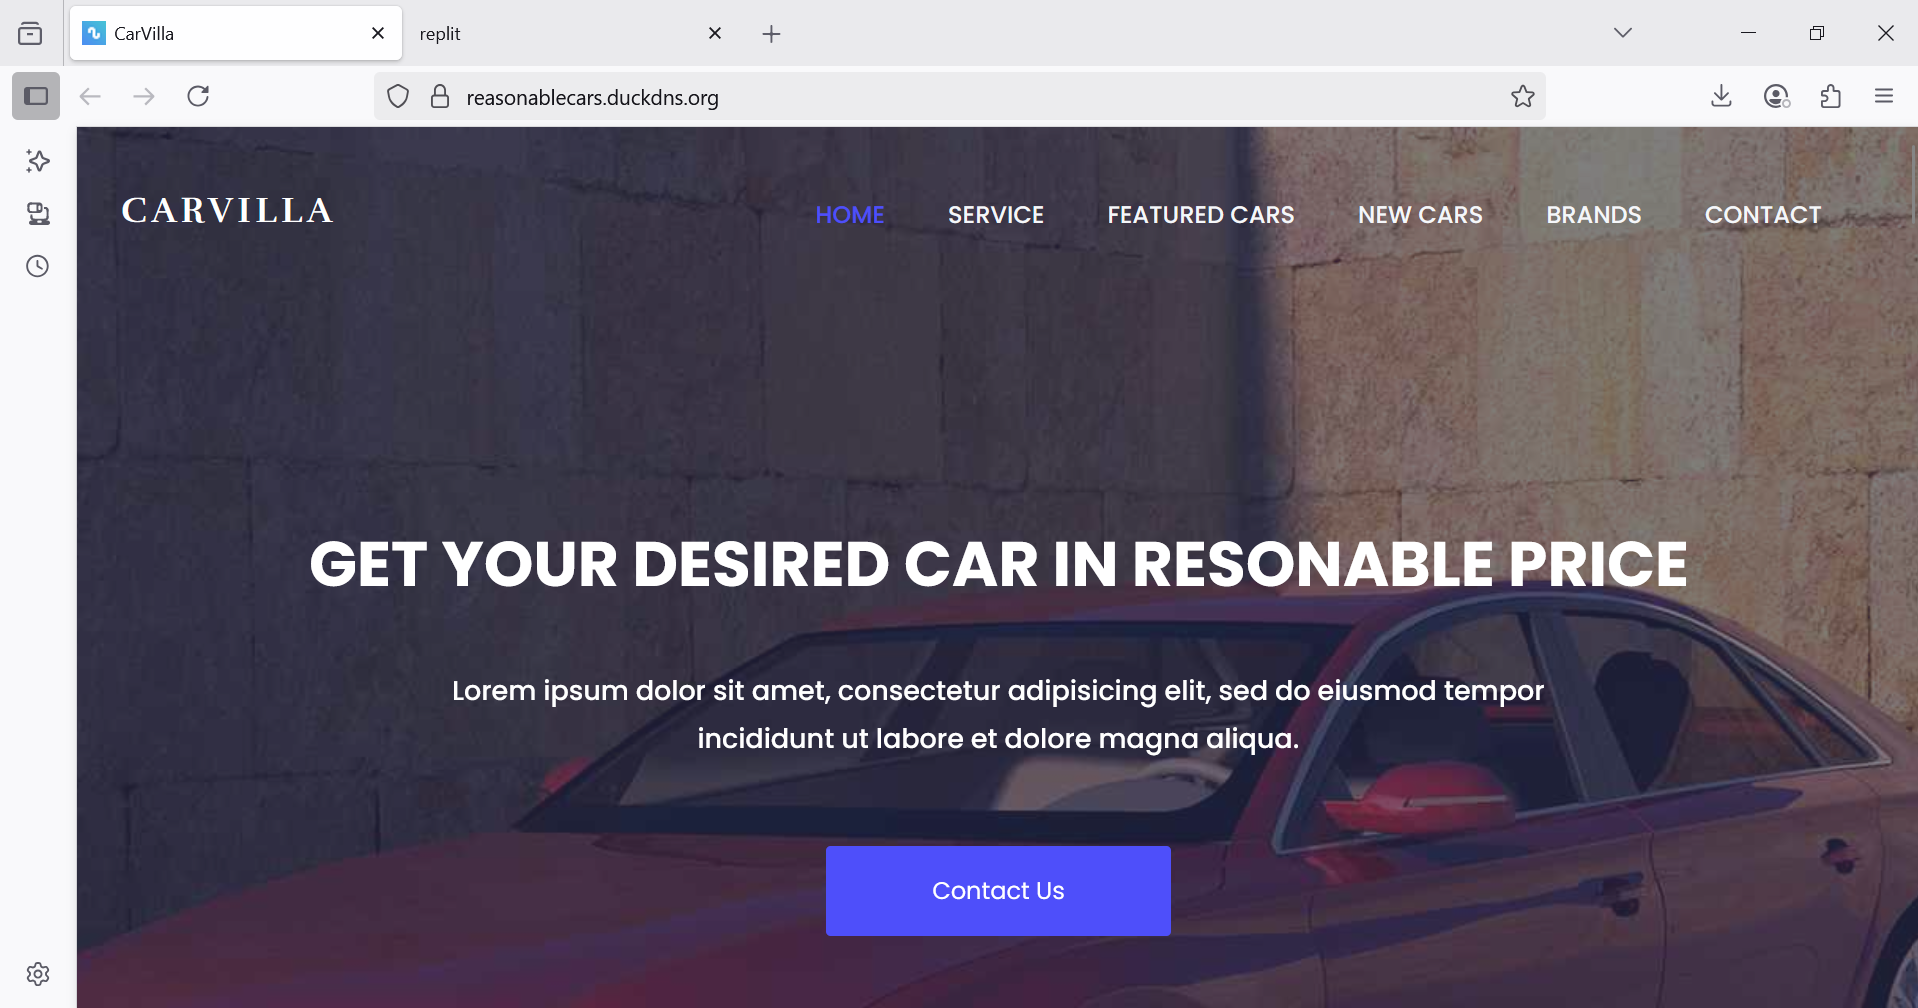 CarVilla
replit
reasonablecars.duckdns.org
CARVILLA
HOME SERVICE FEATURED CARS NEW CARS BRANDS CONTACT
GET YOUR DESIRED CAR IN RESONABLE PRICE
Lorem ipsum dolor sit amet, consectetur adipisicing elit, sed do eiusmod tempor
incididunt ut labore et dolore magna aliqua.
Contact Us